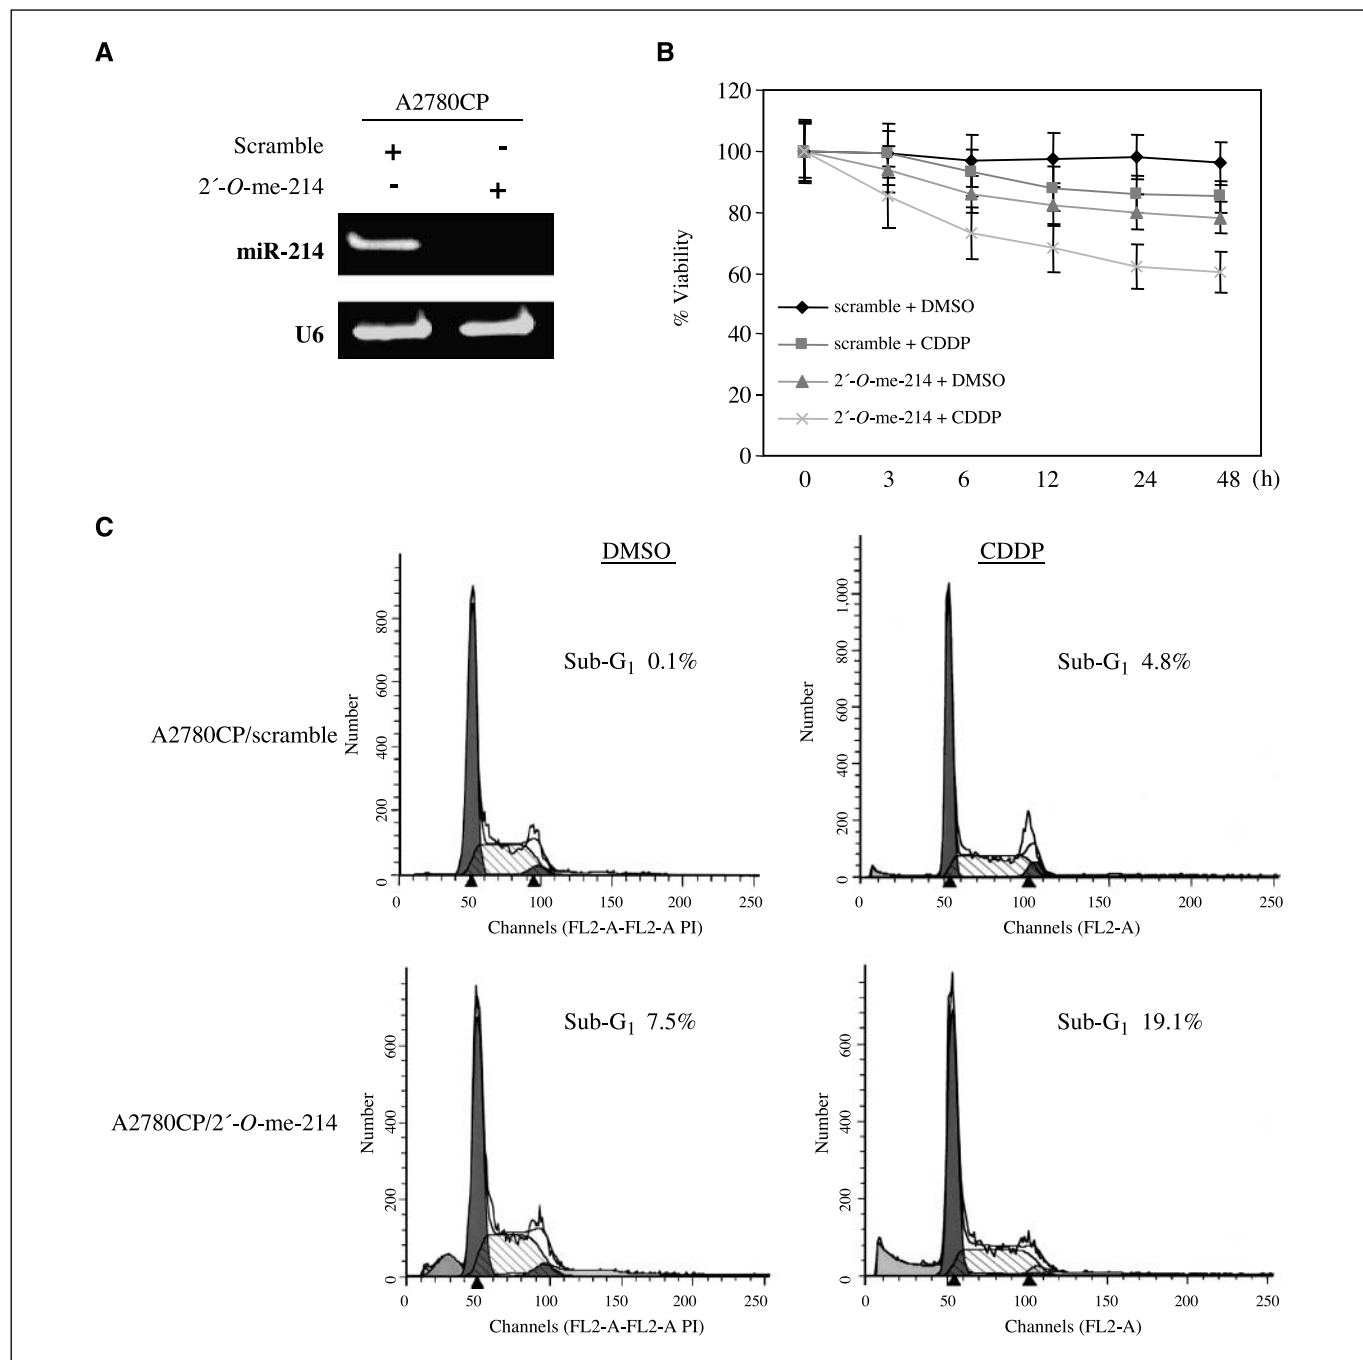 A
A2780CP
Scramble + -
2´-O-me-214 - +
miR-214
U6
B
% Viability
120
100
80
60
40
20
0
scramble + DMSO
scramble + CDDP
2´-O-me-214 + DMSO
2´-O-me-214 + CDDP
0 3 6 12 24 48 (h)
C
DMSO
CDDP
A2780CP/scramble
Number
800
600
400
200
0
Sub-G1 0.1%
0 50 100 150 200 250
Channels (FL2-A-FL2-A PI)
Number
1,000
800
600
400
200
0
Sub-G1 4.8%
0 50 100 150 200 250
Channels (FL2-A)
A2780CP/2´-O-me-214
Number
600
400
200
0
Sub-G1 7.5%
0 50 100 150 200 250
Channels (FL2-A-FL2-A PI)
Number
600
400
200
0
Sub-G1 19.1%
0 50 100 150 200 250
Channels (FL2-A)